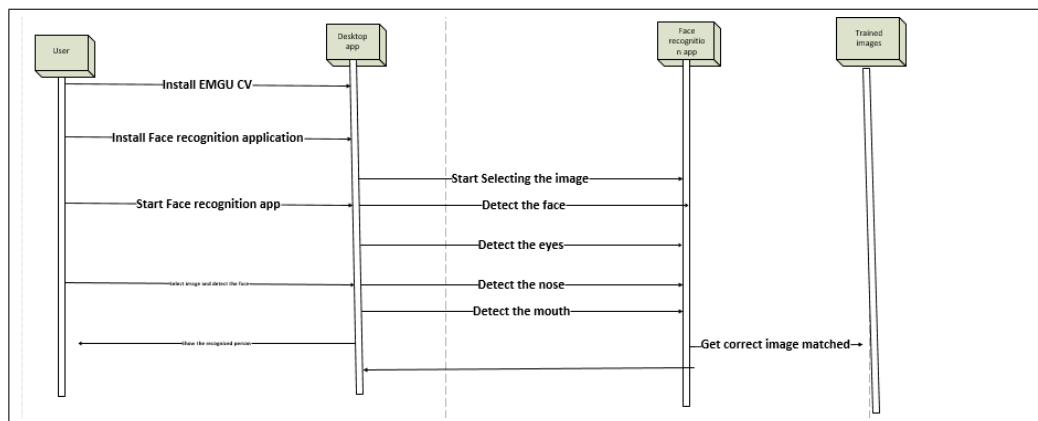 User
Desktop
app
Face
recognitio
n app
Trained
images
Install EMGU CV
Install Face recognition application
Start Selecting the image
Start Face recognition app
Detect the face
Detect the eyes
Select image and detect the face
Detect the nose
Detect the mouth
Show the recognized person
Get correct image matched